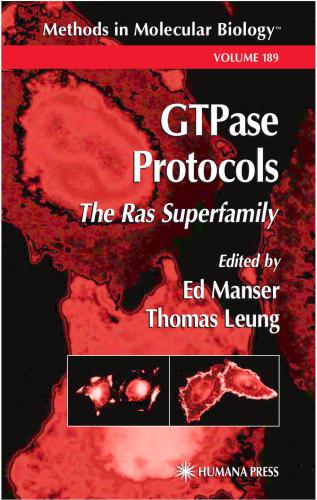 Methods in Molecular Biology™
VOLUME 189
GTPase
Protocols
The Ras Superfamily
Edited by
Ed Manser
Thomas Leung
HUMANA PRESS